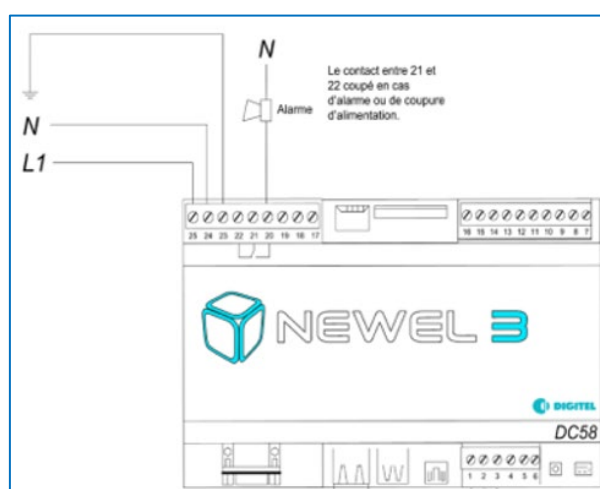 N
Le contact entre 21 et
22 coupé en cas
d'alarme ou de coupure
d'alimentation.
Alarme
N
L1
25 24 23 22 21 20 19 18 17
16 15 14 13 12 11 10 9 8 7
NEWEL 3
DIGITEL
DC58
1 2 3 4 5 6